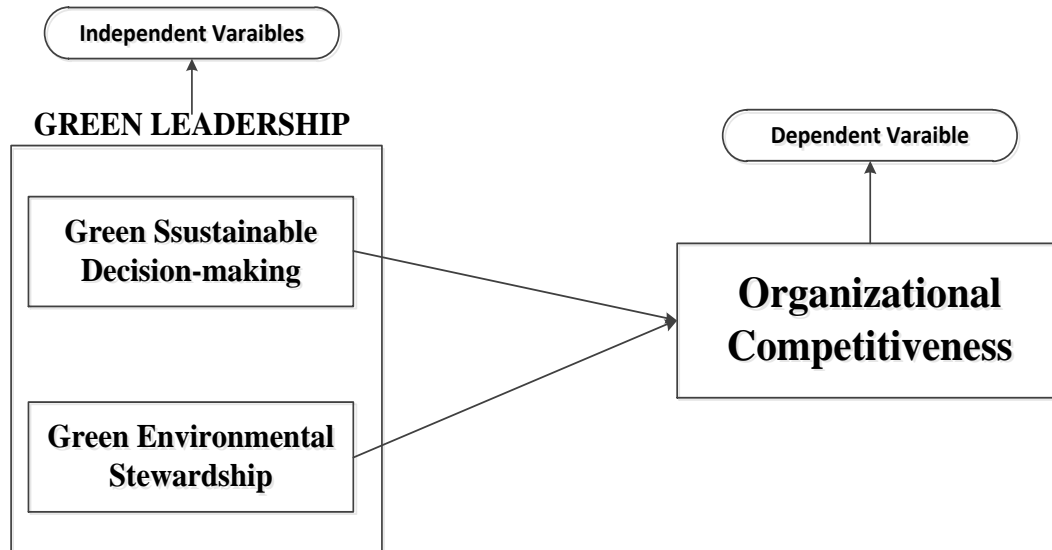 Independent Varaibles
GREEN LEADERSHIP
Green Ssustainable
Decision-making
Green Environmental
Stewardship
Dependent Varaible
Organizational
Competitiveness